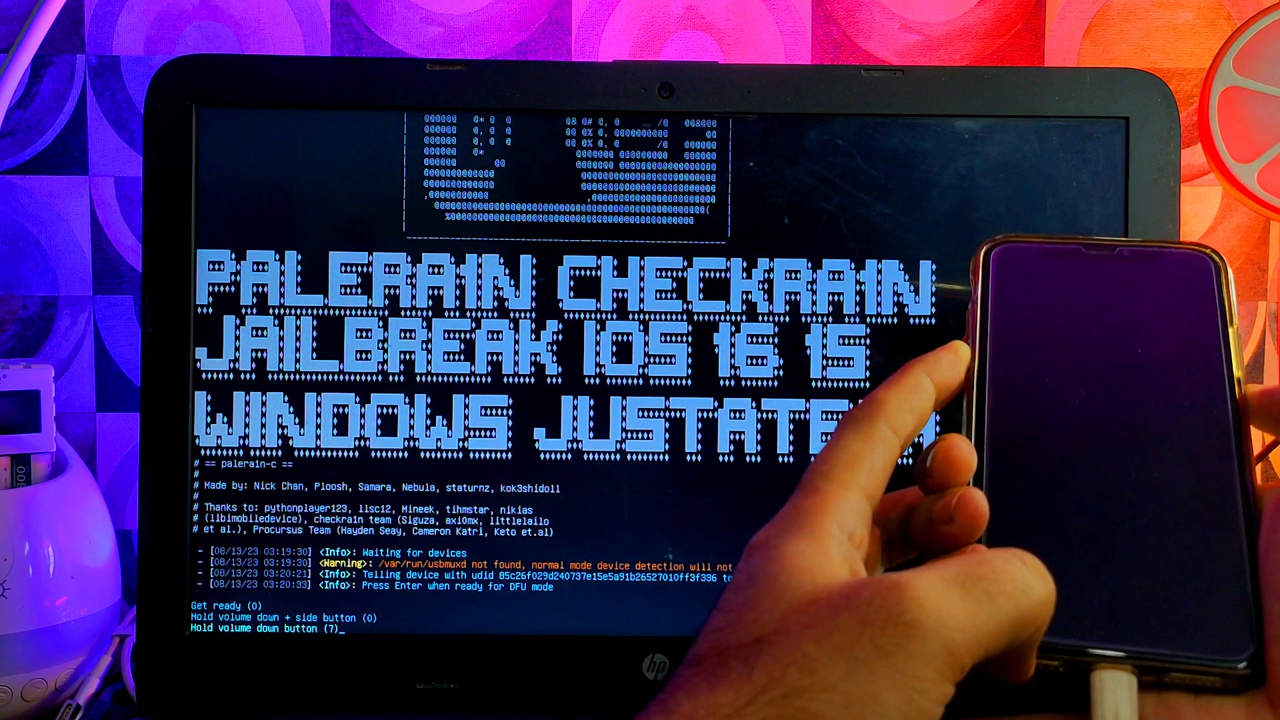 PALERA1N CHECKRA1N
JAILBREAK IOS 16 15
WINDOWS JUSTATE
# == palerain-c ==
#
# Made by: Nick Chan, Ploosh, Samara, Nebula, staturnz, kok3shidoll
#
# Thanks to: pythonplayer123, llsc12, Mineek, tihmstar, nikias
# (libimobiledevice), checkra1n team (Siguza, axi0mx, littlelailo
# et al.), Procursus Team (Hayden Seay, Cameron Katri, Keto et.al)
- [08/13/23 03:19:30] <Info>: Waiting for devices
- [08/13/23 03:19:30] <Warning>: /var/run/usbmuxd not found, normal mode device detection will not
- [08/13/23 03:20:21] <Info>: Telling device with udid 85c26f029d240737e15e5a91b26527010ff3f336 to
- [08/13/23 03:20:33] <Info>: Press Enter when ready for DFU mode
Get ready (0)
Hold volume down + side button (0)
Hold volume down button (7)_
hp